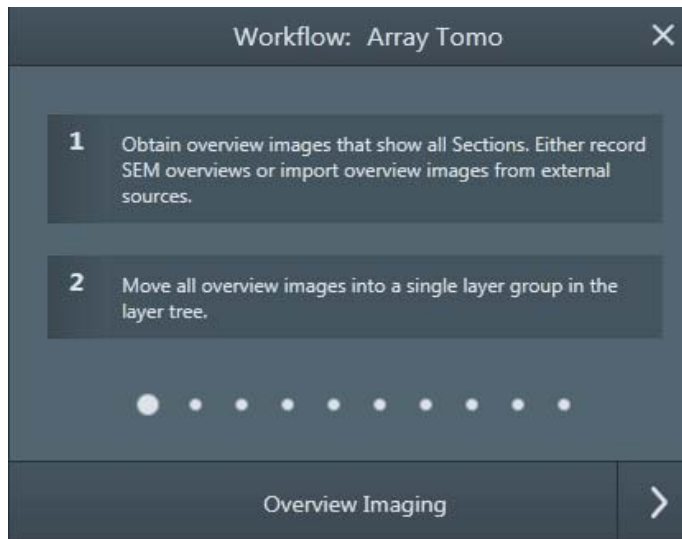 Workflow: Array Tomo
1
Obtain overview images that show all Sections. Either record
SEM overviews or import overview images from external
sources.
2
Move all overview images into a single layer group in the
layer tree.
Overview Imaging